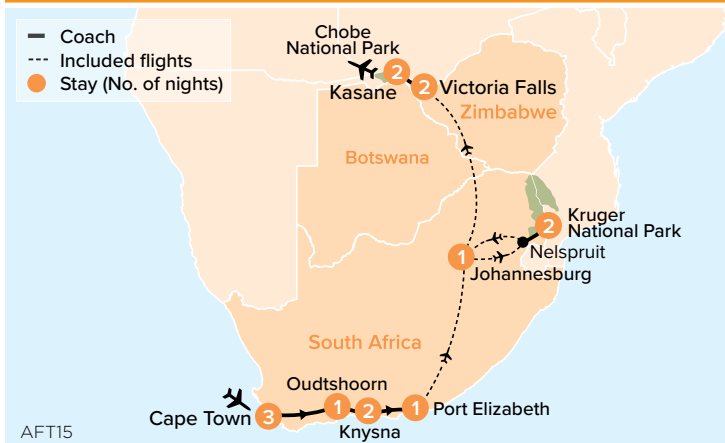 Coach
Included flights
Stay (No. of nights)
Chobe
National Park
2
Kasane
2
Victoria Falls
Zimbabwe
Botswana
2
Kruger
National Park
Nelspruit
1
Johannesburg
South Africa
Oudtshoorn
Cape Town
3
1
2
1
Port Elizabeth
Knysna
AFT15